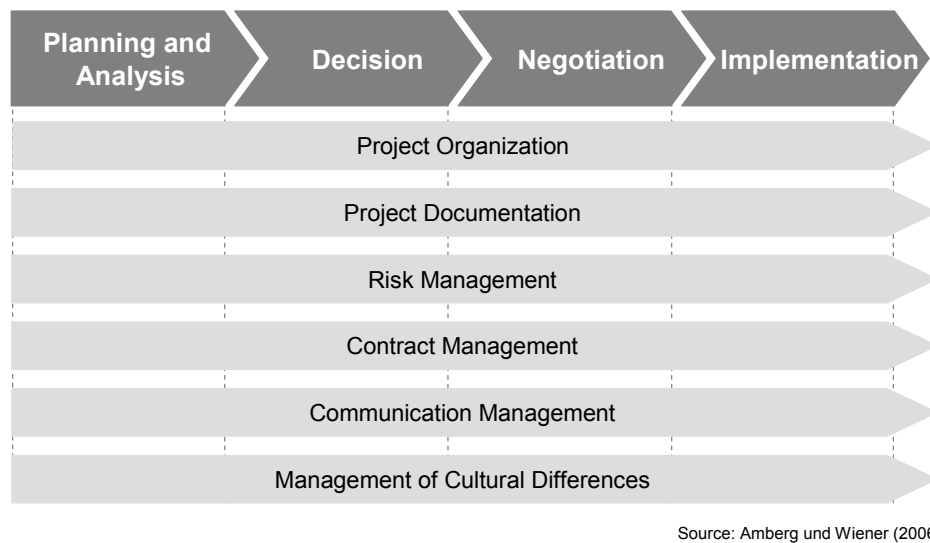 Planning and
Analysis
Decision
Negotiation
Implementation
Project Organization
Project Documentation
Risk Management
Contract Management
Communication Management
Management of Cultural Differences
Source: Amberg und Wiener (2006